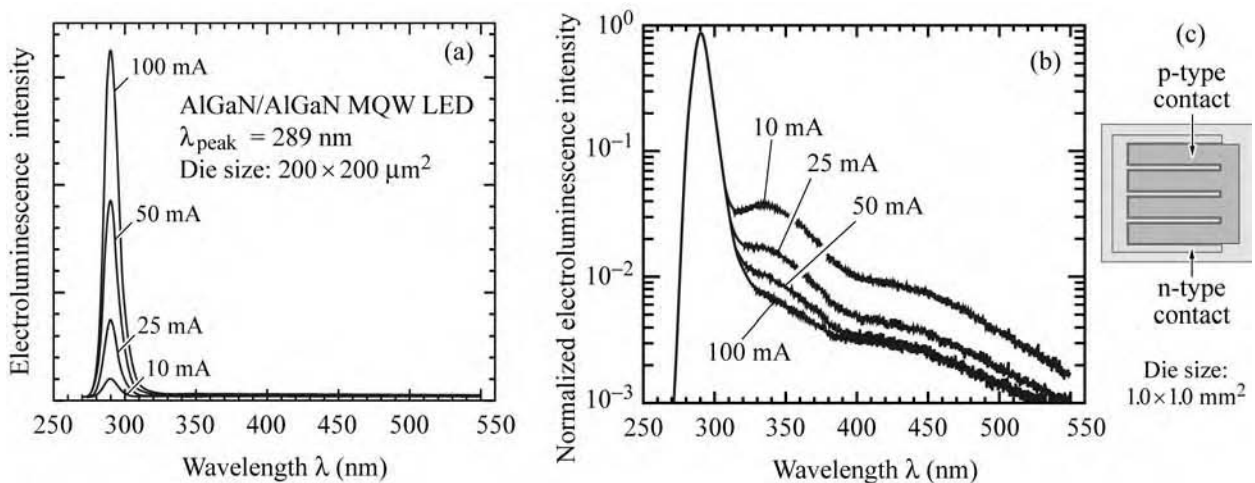 Electroluminescence intensity
(a)
100 mA
AlGaN/AlGaN MQW LED
λpeak = 289 nm
Die size: 200 × 200 μm²
50 mA
25 mA
10 mA
250 300 350 400 450 500 550
Wavelength λ (nm)
Normalized electroluminescence intensity
10⁰
10⁻¹
10⁻²
10⁻³
(b)
10 mA
25 mA
50 mA
100 mA
250 300 350 400 450 500 550
Wavelength λ (nm)
(c)
p-type
contact
n-type
contact
Die size:
1.0 × 1.0 mm²